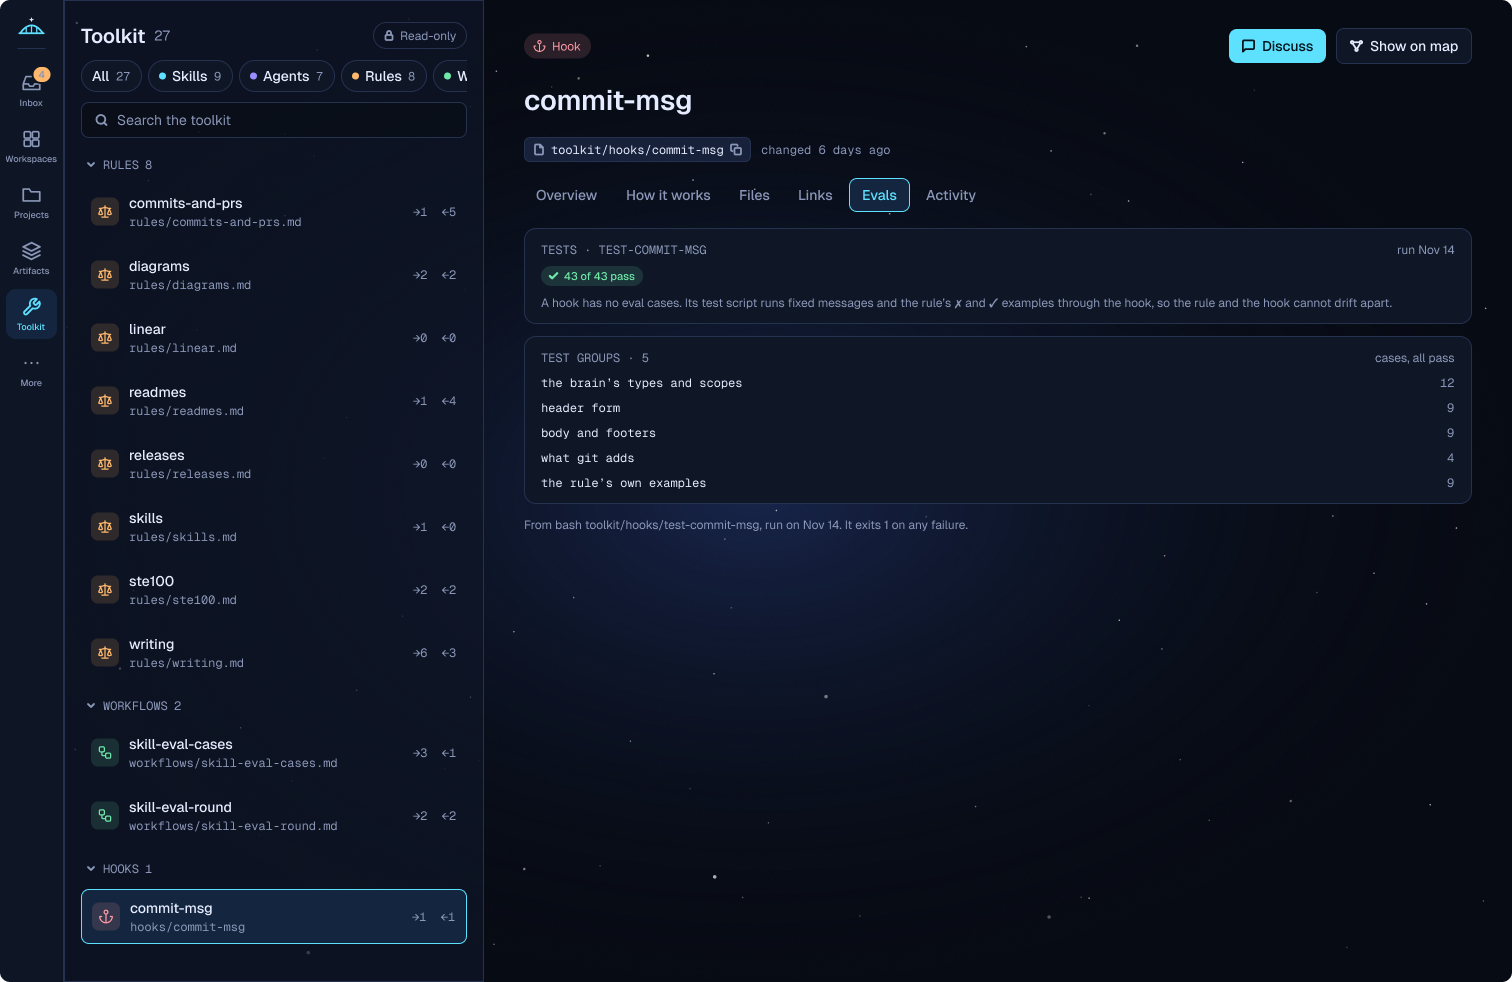 4
Inbox
Workspaces
Projects
Artifacts
Toolkit
More
Toolkit 27
Read-only
All 27
Skills 9
Agents 7
Rules 8
W
Search the toolkit
RULES 8
commits-and-prs
rules/commits-and-prs.md
→1 ←5
diagrams
rules/diagrams.md
→2 ←2
linear
rules/linear.md
→0 ←0
readmes
rules/readmes.md
→1 ←4
releases
rules/releases.md
→0 ←0
skills
rules/skills.md
→1 ←0
ste100
rules/ste100.md
→2 ←2
writing
rules/writing.md
→6 ←3
WORKFLOWS 2
skill-eval-cases
workflows/skill-eval-cases.md
→3 ←1
skill-eval-round
workflows/skill-eval-round.md
→2 ←2
HOOKS 1
commit-msg
hooks/commit-msg
→1 ←1
Hook
Discuss
Show on map
commit-msg
toolkit/hooks/commit-msg
changed 6 days ago
Overview
How it works
Files
Links
Evals
Activity
TESTS · TEST-COMMIT-MSG
run Nov 14
✓ 43 of 43 pass
A hook has no eval cases. Its test script runs fixed messages and the rule's ✗ and ✓ examples through the hook, so the rule and the hook cannot drift apart.
TEST GROUPS · 5
cases, all pass
the brain's types and scopes 12
header form 9
body and footers 9
what git adds 4
the rule's own examples 9
From bash toolkit/hooks/test-commit-msg, run on Nov 14. It exits 1 on any failure.